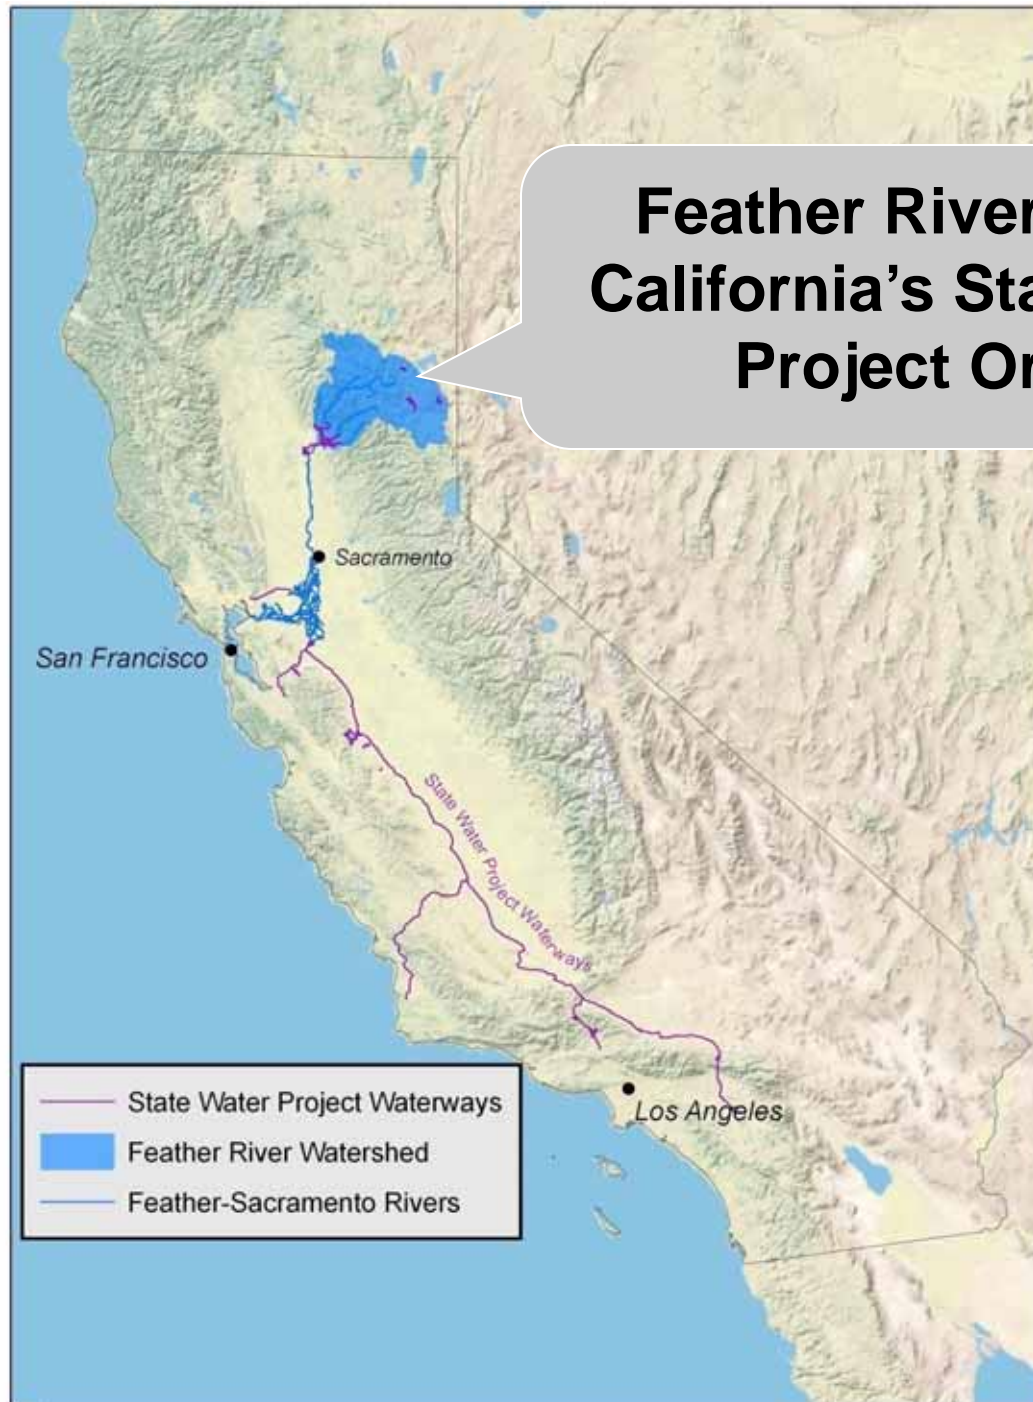 Feather River
California’s Sta
Project Or
Sacramento
San Francisco
State Water Project Waterways
Los Angeles
State Water Project Waterways
Feather River Watershed
Feather-Sacramento Rivers